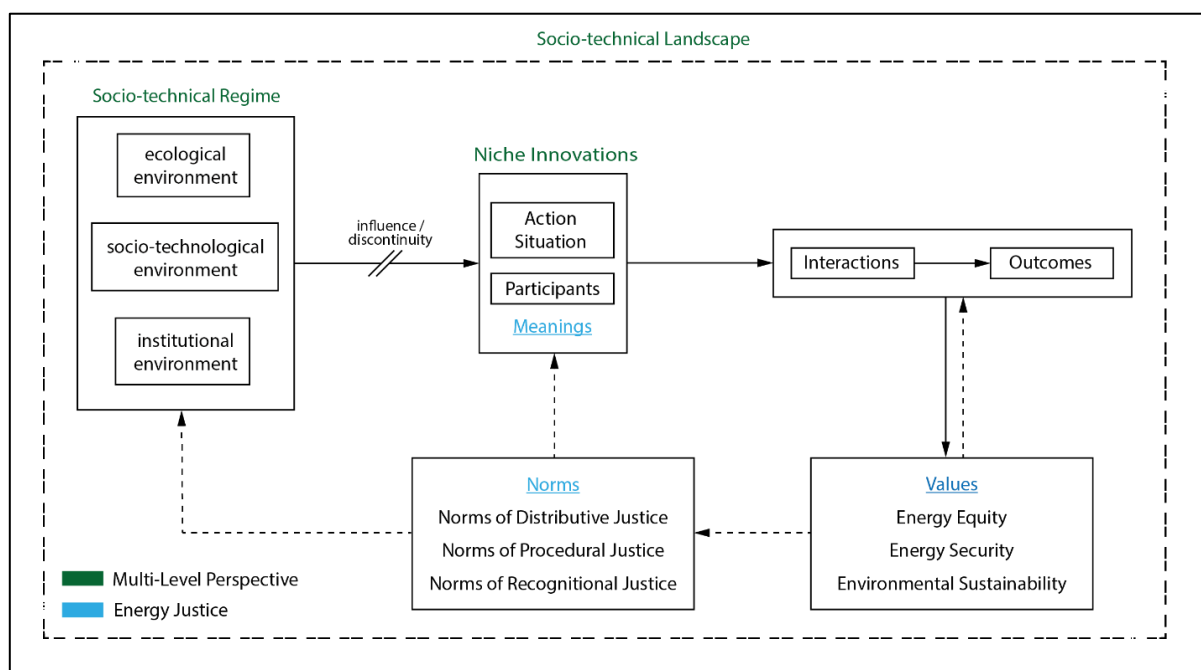 Socio-technical Landscape
Socio-technical Regime
ecological
environment
socio-technological
environment
institutional
environment
influence /
discontinuity
Niche Innovations
Action
Situation
Participants
Meanings
Interactions
Outcomes
Norms
Norms of Distributive Justice
Norms of Procedural Justice
Norms of Recognitional Justice
Values
Energy Equity
Energy Security
Environmental Sustainability
Multi-Level Perspective
Energy Justice